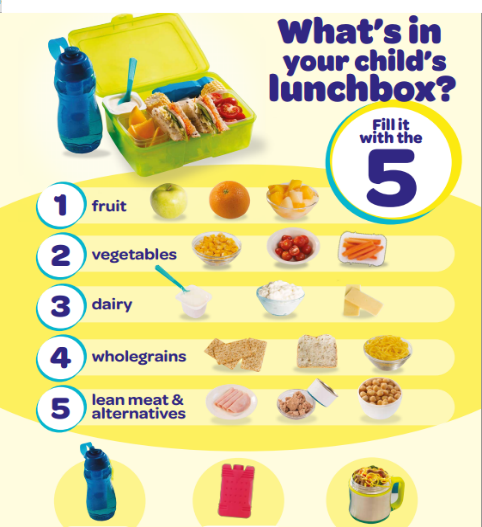 What's in
your child's
lunchbox?
Fill it
with the
5
1 fruit
2 vegetables
3 dairy
4 wholegrains
5 lean meat &
alternatives